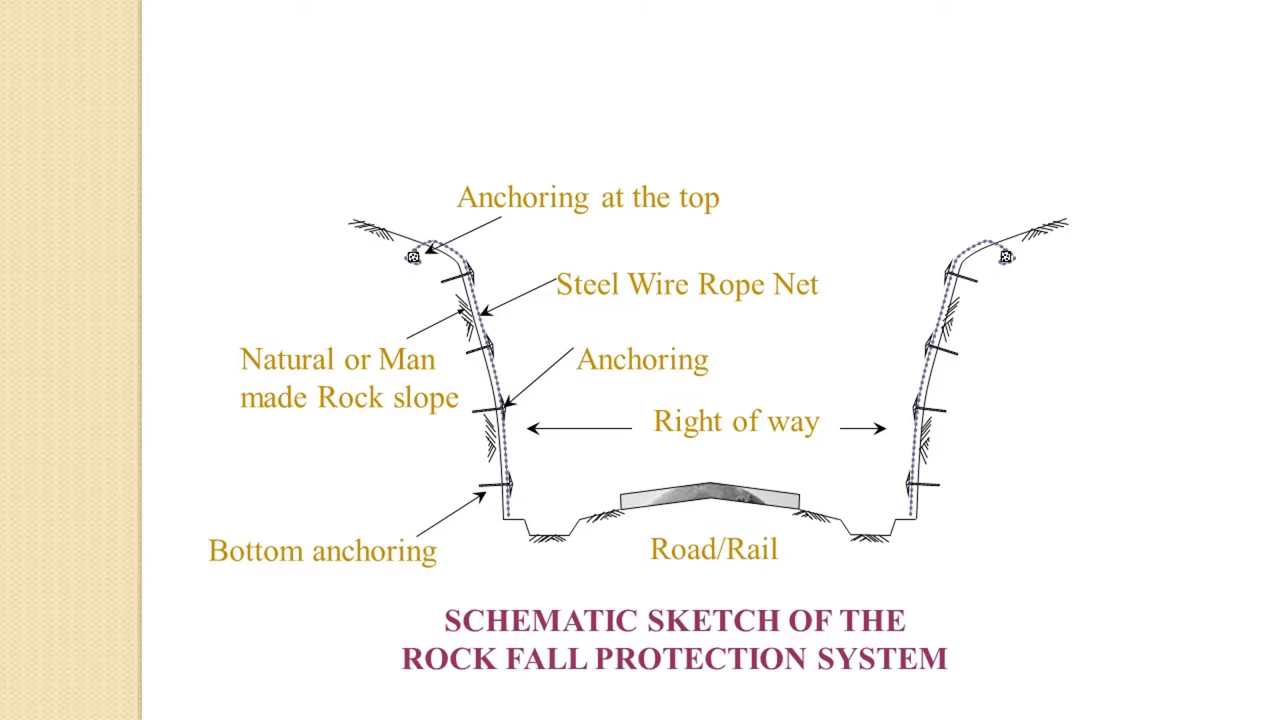 Anchoring at the top
Steel Wire Rope Net
Natural or Man
made Rock slope
Anchoring
Right of way
Bottom anchoring
Road/Rail
SCHEMATIC SKETCH OF THE
ROCK FALL PROTECTION SYSTEM